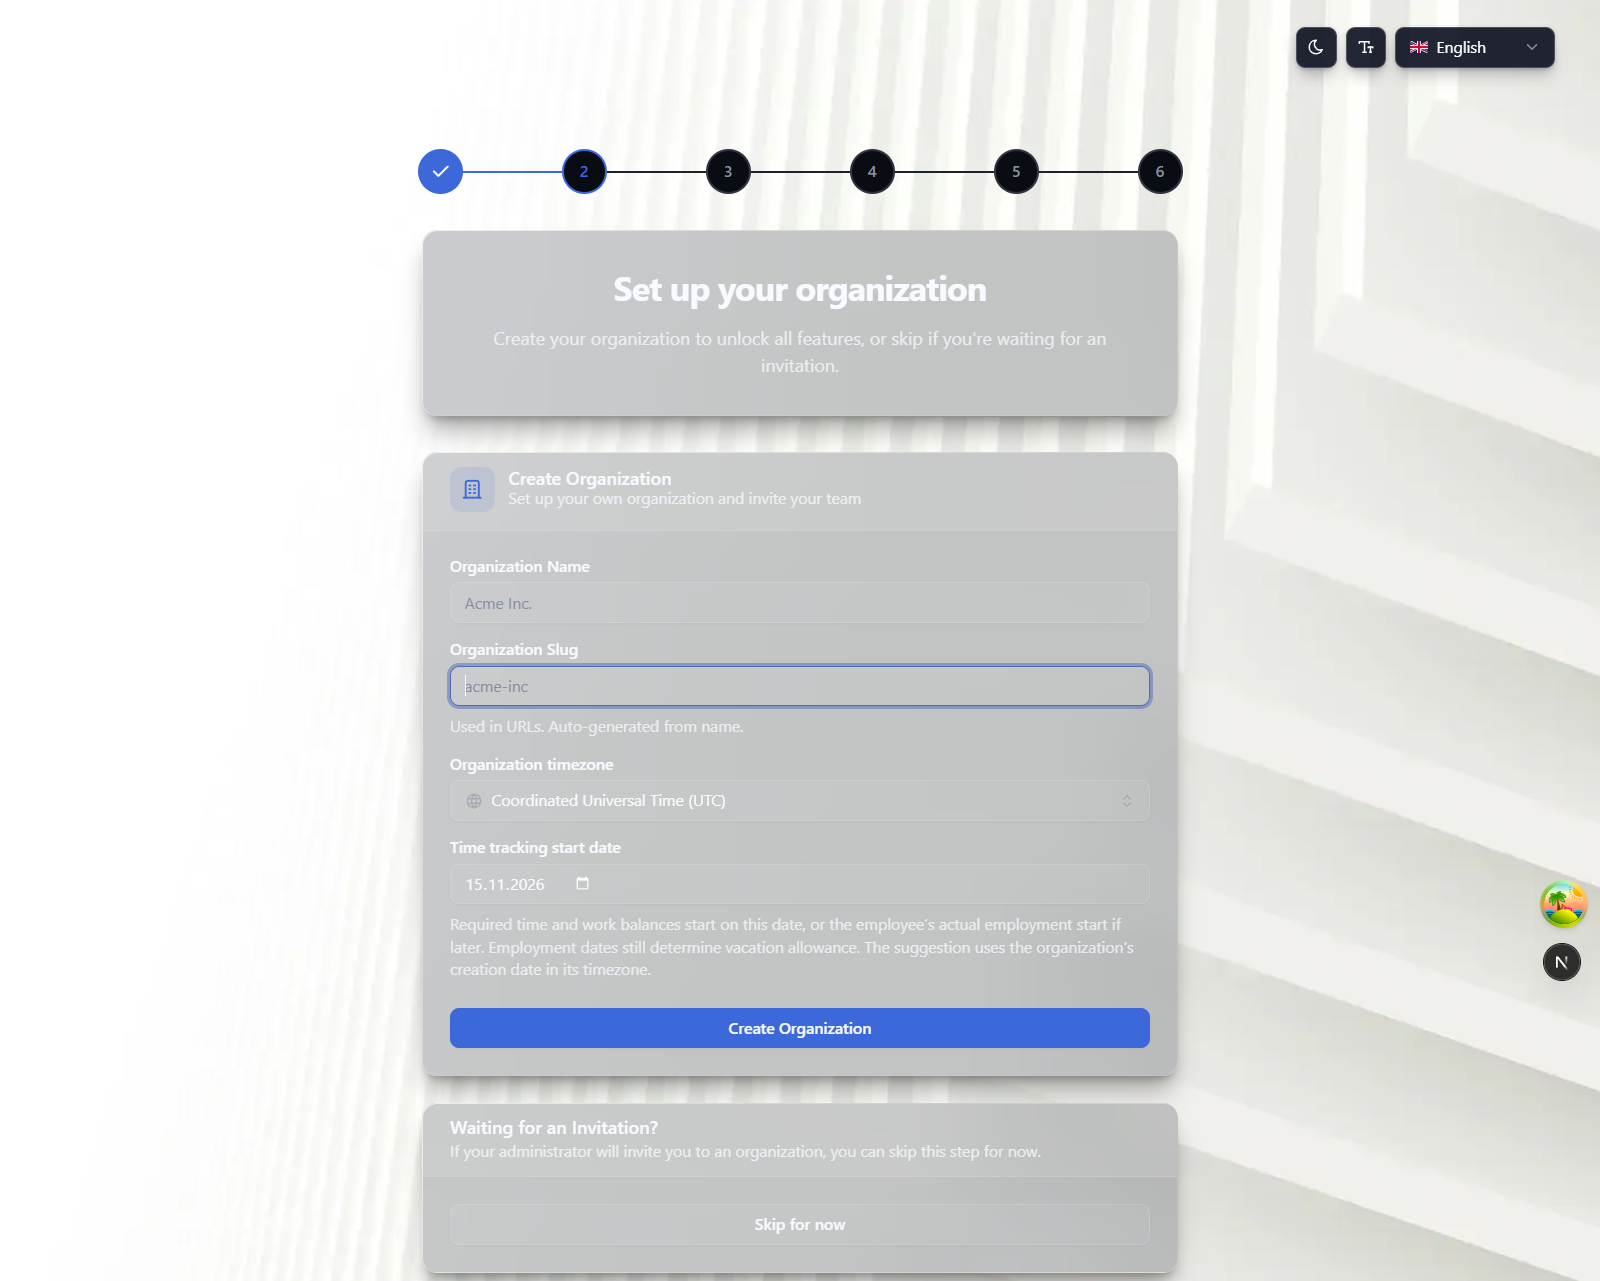 English
2
3
4
5
6
Set up your organization
Create your organization to unlock all features, or skip if you're waiting for an
invitation.
Create Organization
Set up your own organization and invite your team
Organization Name
Acme Inc.
Organization Slug
acme-inc
Used in URLs. Auto-generated from name.
Organization timezone
Coordinated Universal Time (UTC)
Time tracking start date
15.11.2026
Required time and work balances start on this date, or the employee’s actual employment start if
later. Employment dates still determine vacation allowance. The suggestion uses the organization’s
creation date in its timezone.
N
Create Organization
Waiting for an Invitation?
If your administrator will invite you to an organization, you can skip this step for now.
Skip for now